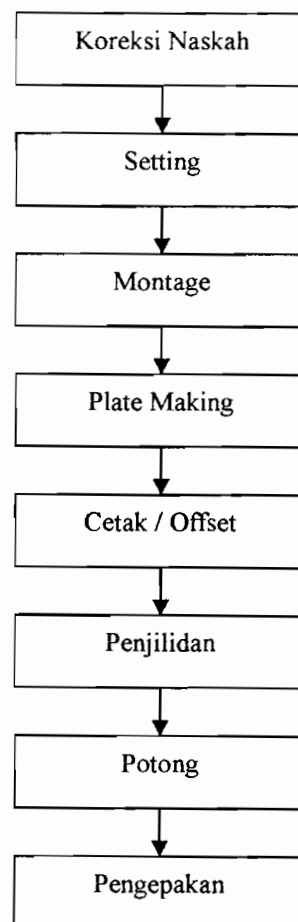 Koreksi Naskah
Setting
Montage
Plate Making
Cetak / Offset
Penjilidan
Potong
Pengepakan